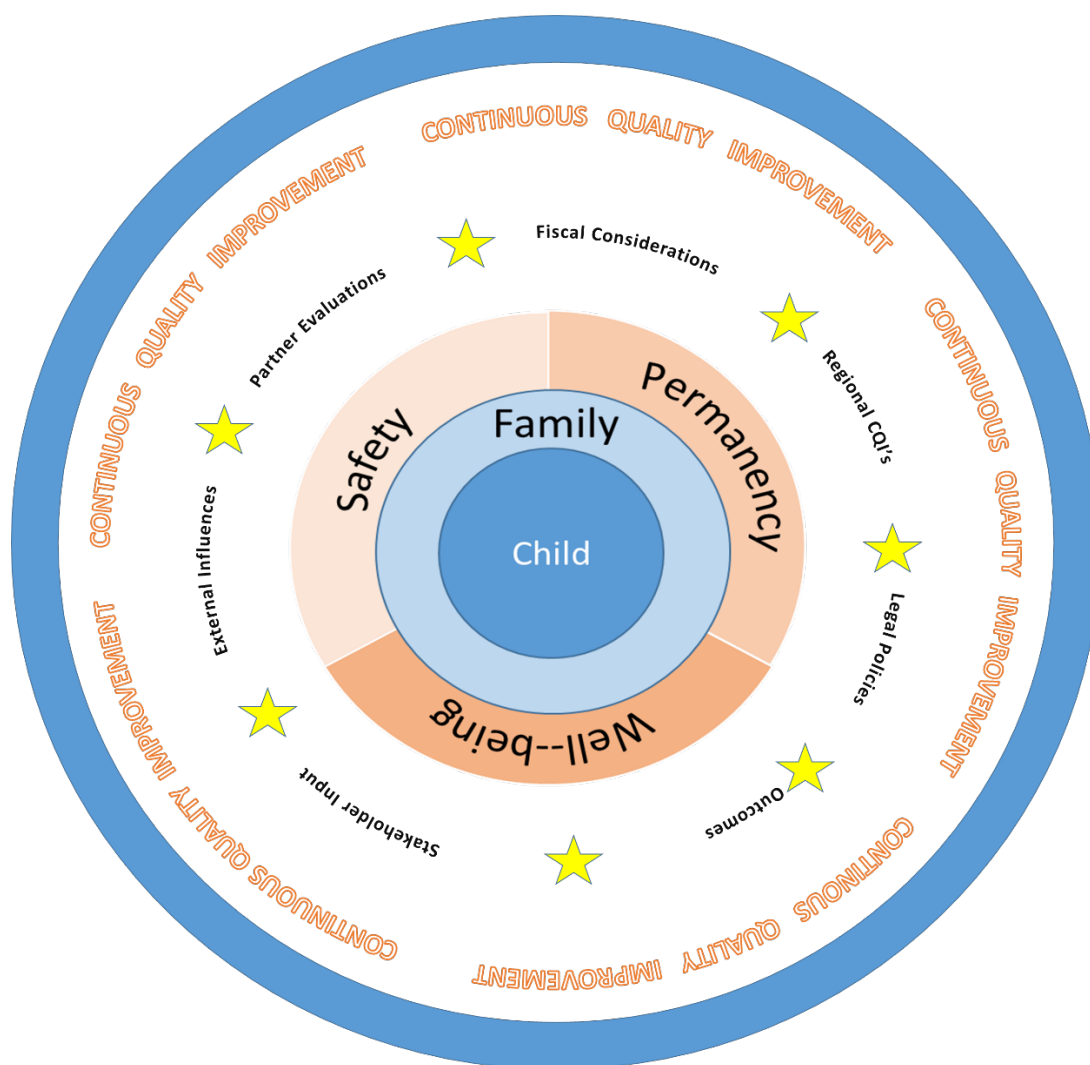 CONTINUOUS QUALITY IMPROVEMENT
CONTINUOUS QUALITY IMPROVEMENT
CONTINOUS QUALITY IMPROVEMENT
CONTINUOUS QUALITY IMPROVEMENT
CONTINUOUS QUALITY IMPROVEMENT
Fiscal Considerations
Regional CQI's
Legal Policies
Outcomes
Stakeholder Input
External Influences
Partner Evaluations
Safety
Permanency
Well--being
Family
Child